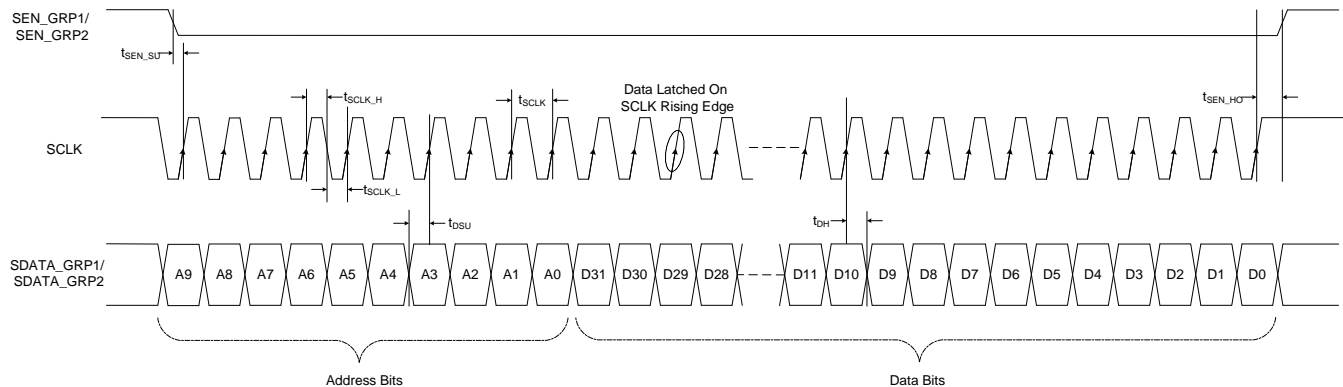 SEN_GRP1/
SEN_GRP2
tSEN_SU
tSCLK_H
tSCLK
Data Latched On
SCLK Rising Edge
tSEN_HO
SCLK
tSCLK_L
tDSU
tDH
SDATA_GRP1/
SDATA_GRP2
A9 A8 A7 A6 A5 A4 A3 A2 A1 A0 D31 D30 D29 D28 D11 D10 D9 D8 D7 D6 D5 D4 D3 D2 D1 D0
Address Bits
Data Bits